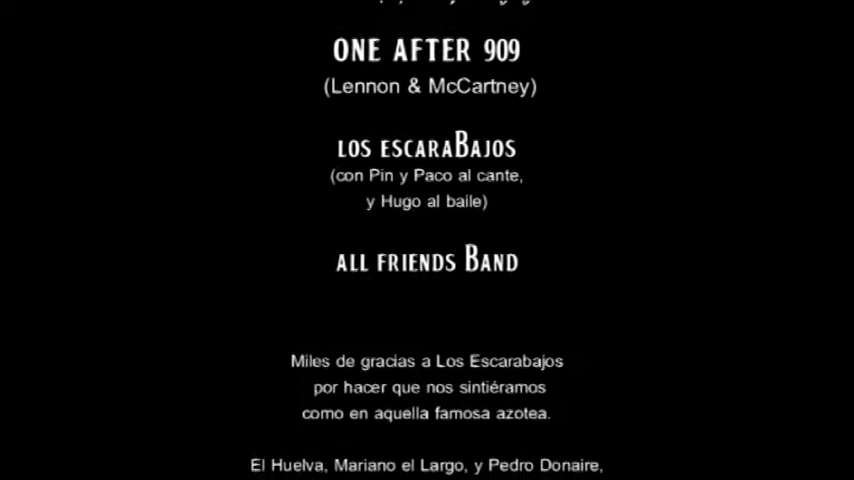 ONE AFTER 909
(Lennon & McCartney)
LOS ESCARABAJOS
(con Pin y Paco al cante,
y Hugo al baile)
ALL FRIENDS BAND
Miles de gracias a Los Escarabajos
por hacer que nos sintiéramos
como en aquella famosa azotea.
El Huelva, Mariano el Largo, y Pedro Donaire,